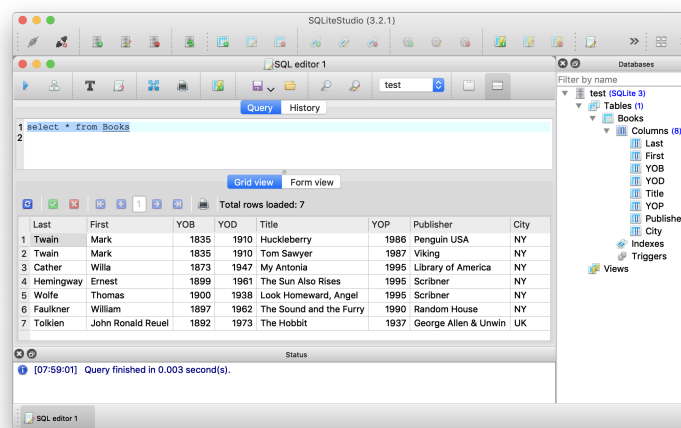 SQLiteStudio (3.2.1)
SQL editor 1
Databases
test
Filter by name
Query History
test (SQLite 3)
Tables (1)
Books
Columns (8)
Last
First
YOB
YOD
Title
YOP
Publishe
City
Indexes
Triggers
Views
1 select * from Books
2
Grid view Form view
1 Total rows loaded: 7
Last First YOB YOD Title YOP Publisher City
1 Twain Mark 1835 1910 Huckleberry 1986 Penguin USA NY
2 Twain Mark 1835 1910 Tom Sawyer 1987 Viking NY
3 Cather Willa 1873 1947 My Antonia 1995 Library of America NY
4 Hemingway Ernest 1899 1961 The Sun Also Rises 1995 Scribner NY
5 Wolfe Thomas 1900 1938 Look Homeward, Angel 1995 Scribner NY
6 Faulkner William 1897 1962 The Sound and the Furry 1990 Random House NY
7 Tolkien John Ronald Reuel 1892 1973 The Hobbit 1937 George Allen & Unwin UK
Status
[07:59:01] Query finished in 0.003 second(s).
SQL editor 1